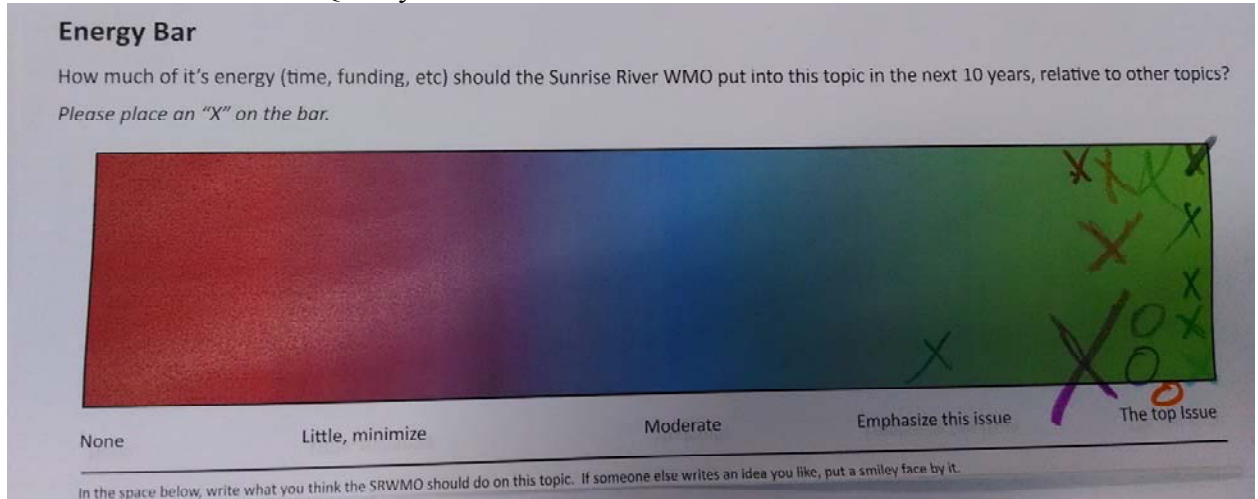 Energy Bar
How much of it's energy (time, funding, etc) should the Sunrise River WMO put into this topic in the next 10 years, relative to other topics?
Please place an "X" on the bar.
X X X X
X X
X
X O X
X O
O
None Little, minimize Moderate Emphasize this issue The top Issue
In the space below, write what you think the SRWMO should do on this topic. If someone else writes an idea you like, put a smiley face by it.